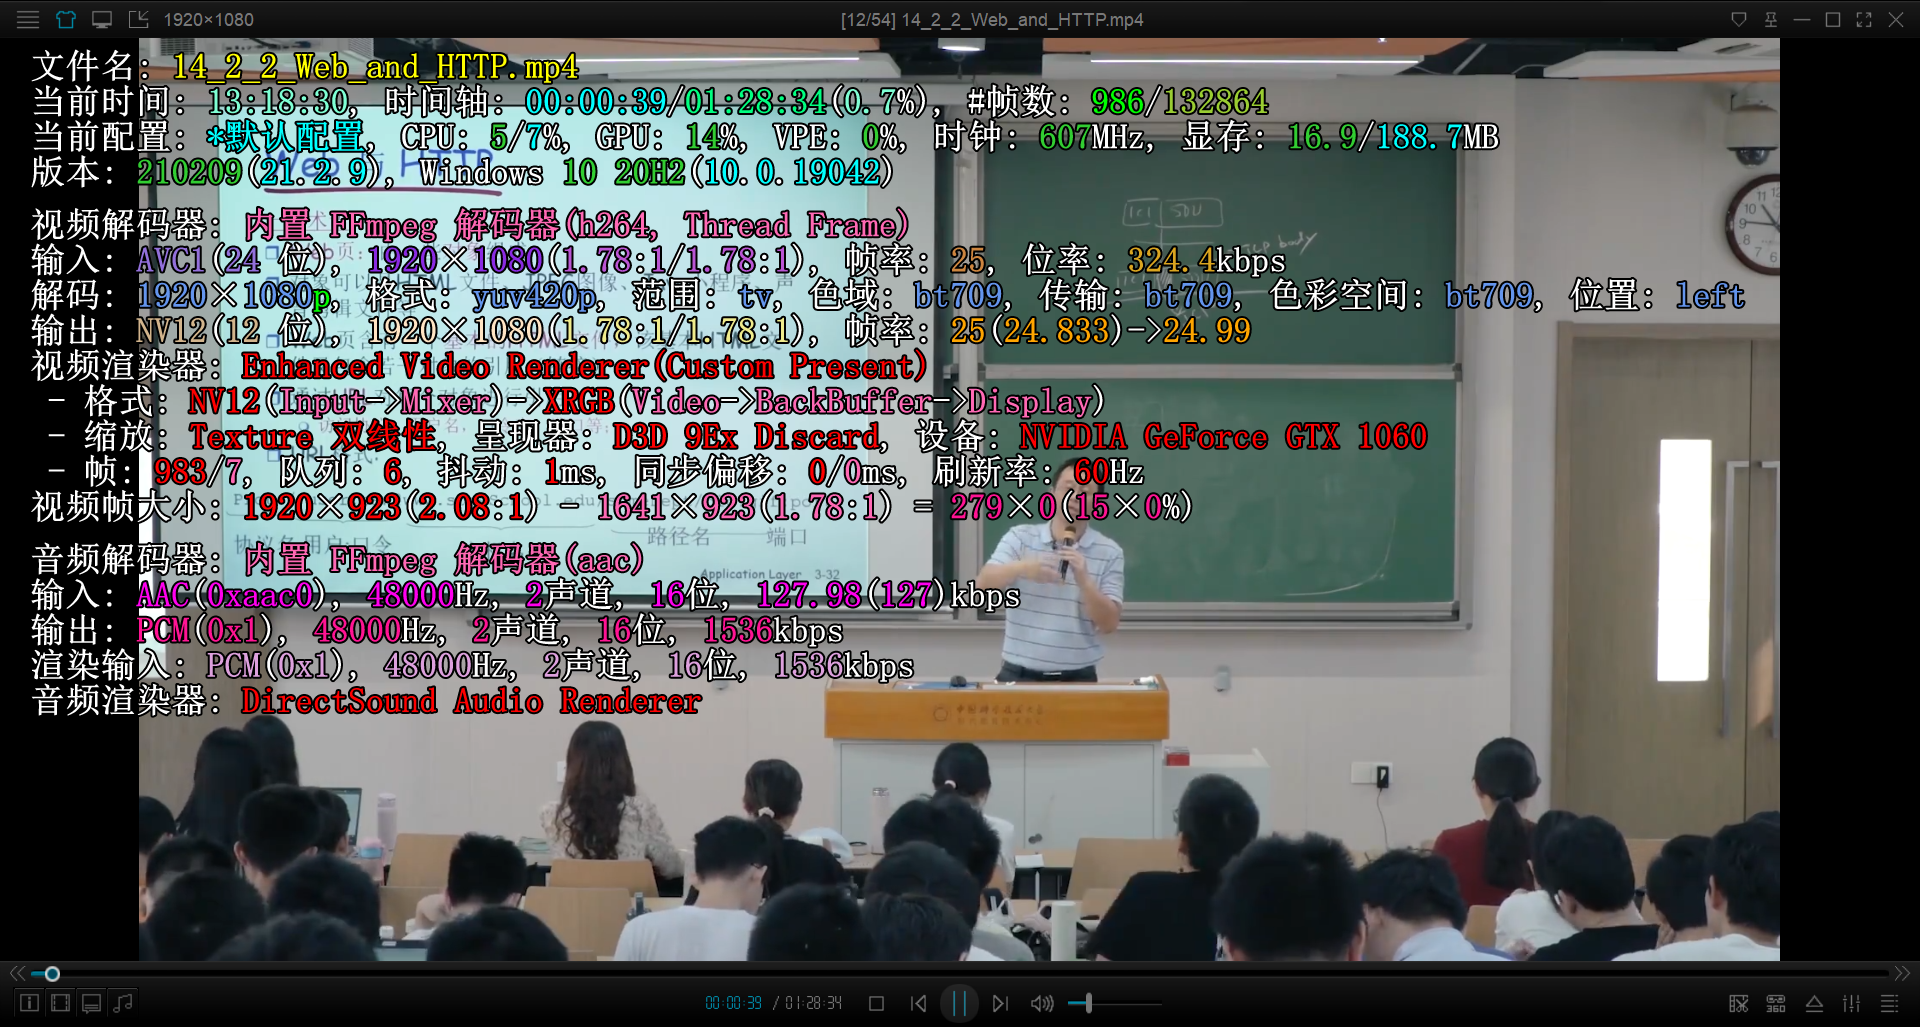 1920×1080
[12/54] 14_2_2_Web_and_HTTP.mp4
文件名: 14_2_2_Web_and_HTTP.mp4
当前时间: 13:18:30, 时间轴: 00:00:39/01:28:34(0.7%), #帧数: 986/132864
当前配置: *默认配置, CPU: 5/7%, GPU: 14%, VPE: 0%, 时钟: 607MHz, 显存: 16.9/188.7MB
版本: 210209(21.2.9), Windows 10 20H2(10.0.19042)
视频解码器: 内置 FFmpeg 解码器(h264, Thread Frame)
输入: AVC1(24 位), 1920×1080(1.78:1/1.78:1), 帧率: 25, 位率: 324.4kbps
解码: 1920×1080p, 格式: yuv420p, 范围: tv, 色域: bt709, 传输: bt709, 色彩空间: bt709, 位置: left
输出: NV12(12 位), 1920×1080(1.78:1/1.78:1), 帧率: 25(24.833)->24.99
视频渲染器: Enhanced Video Renderer(Custom Present)
- 格式: NV12(Input->Mixer)->XRGB(Video->BackBuffer->Display)
- 缩放: Texture 双线性, 呈现器: D3D 9Ex Discard, 设备: NVIDIA GeForce GTX 1060
- 帧: 983/7, 队列: 6, 抖动: 1ms, 同步偏移: 0/0ms, 刷新率: 60Hz
视频帧大小: 1920×923(2.08:1) - 1641×923(1.78:1) = 279×0(15×0%)
路径名 端口
音频解码器: 内置 FFmpeg 解码器(aac)
Application Layer 3-32
输入: AAC(0xaac0), 48000Hz, 2声道, 16位, 127.98(127)kbps
输出: PCM(0x1), 48000Hz, 2声道, 16位, 1536kbps
渲染输入: PCM(0x1), 48000Hz, 2声道, 16位, 1536kbps
音频渲染器: DirectSound Audio Renderer
00:00:39 / 01:28:34
360